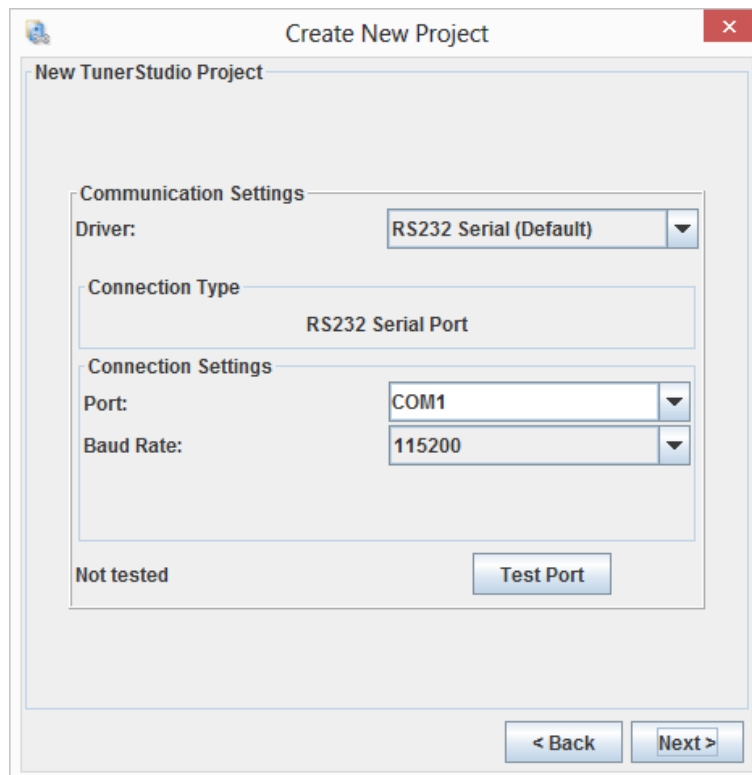 Create New Project
New TunerStudio Project
Communication Settings
Driver: RS232 Serial (Default)
Connection Type
RS232 Serial Port
Connection Settings
Port: COM1
Baud Rate: 115200
Not tested Test Port
< Back Next >